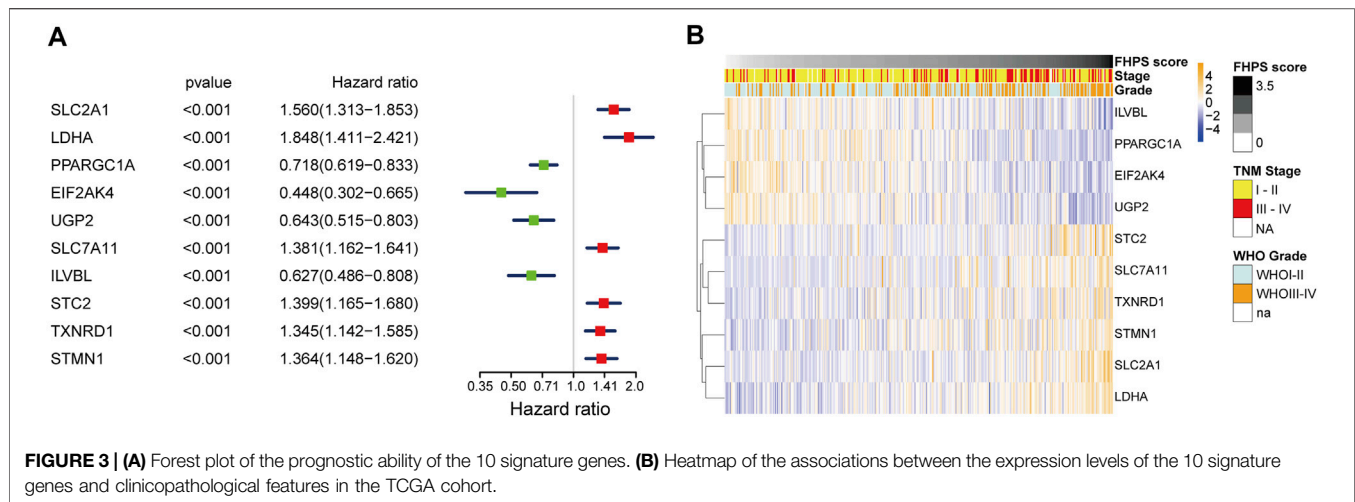 A
pvalue Hazard ratio
SLC2A1 <0.001 1.560(1.313−1.853)
LDHA <0.001 1.848(1.411−2.421)
PPARGC1A <0.001 0.718(0.619−0.833)
EIF2AK4 <0.001 0.448(0.302−0.665)
UGP2 <0.001 0.643(0.515−0.803)
SLC7A11 <0.001 1.381(1.162−1.641)
ILVBL <0.001 0.627(0.486−0.808)
STC2 <0.001 1.399(1.165−1.680)
TXNRD1 <0.001 1.345(1.142−1.585)
STMN1 <0.001 1.364(1.148−1.620)
0.35 0.50 0.71 1.0 1.41 2.0
Hazard ratio
B
FHPS score
Stage
Grade
ILVBL
PPARGC1A
EIF2AK4
UGP2
STC2
SLC7A11
TXNRD1
STMN1
SLC2A1
LDHA
4
2
0
−2
−4
FHPS score
3.5
0
TNM Stage
I - II
III - IV
NA
WHO Grade
WHOI-II
WHOIII-IV
na
FIGURE 3 | (A) Forest plot of the prognostic ability of the 10 signature genes. (B) Heatmap of the associations between the expression levels of the 10 signature
genes and clinicopathological features in the TCGA cohort.